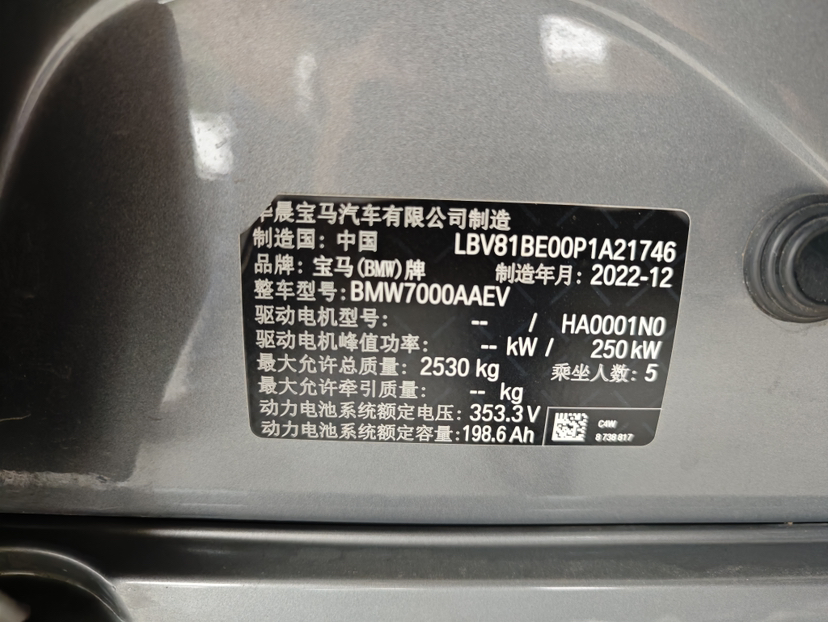 华晨宝马汽车有限公司制造
制造国：中国 LBV81BE00P1A21746
品牌：宝马(BMW)牌 制造年月：2022-12
整车型号：BMW7000AAEV
驱动电机型号： -- / HA0001N0
驱动电机峰值功率： -- kW / 250 kW
最大允许总质量：2530 kg 乘坐人数：5
最大允许牵引质量： -- kg
动力电池系统额定电压：353.3 V
动力电池系统额定容量：198.6 Ah
C4W
8 738 817